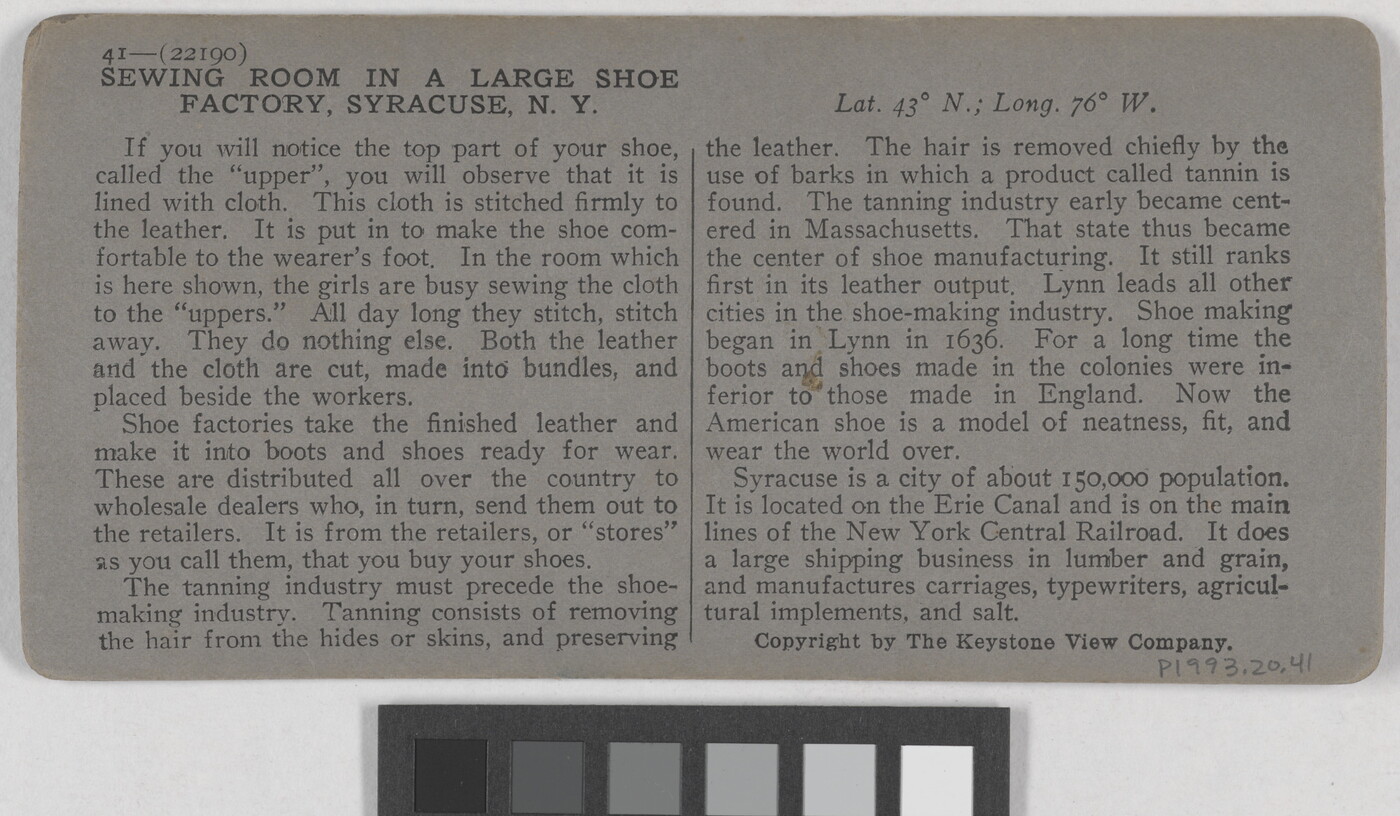 41—(22190)
SEWING ROOM IN A LARGE SHOE
FACTORY, SYRACUSE, N. Y.
If you will notice the top part of your shoe,
called the “upper”, you will observe that it is
lined with cloth. This cloth is stitched firmly to
the leather. It is put in to make the shoe com-
fortable to the wearer’s foot. In the room which
is here shown, the girls are busy sewing the cloth
to the “uppers.” All day long they stitch, stitch
away. They do nothing else. Both the leather
and the cloth are cut, made into bundles, and
placed beside the workers.
Shoe factories take the finished leather and
make it into boots and shoes ready for wear.
These are distributed all over the country to
wholesale dealers who, in turn, send them out to
the retailers. It is from the retailers, or “stores”
as you call them, that you buy your shoes.
The tanning industry must precede the shoe-
making industry. Tanning consists of removing
the hair from the hides or skins, and preserving
Lat. 43° N.; Long. 76° W.
the leather. The hair is removed chiefly by the
use of barks in which a product called tannin is
found. The tanning industry early became cent-
ered in Massachusetts. That state thus became
the center of shoe manufacturing. It still ranks
first in its leather output. Lynn leads all other
cities in the shoe-making industry. Shoe making
began in Lynn in 1636. For a long time the
boots and shoes made in the colonies were in-
ferior to those made in England. Now the
American shoe is a model of neatness, fit, and
wear the world over.
Syracuse is a city of about 150,000 population.
It is located on the Erie Canal and is on the main
lines of the New York Central Railroad. It does
a large shipping business in lumber and grain,
and manufactures carriages, typewriters, agricul-
tural implements, and salt.
Copyright by The Keystone View Company.
P1993.20.41